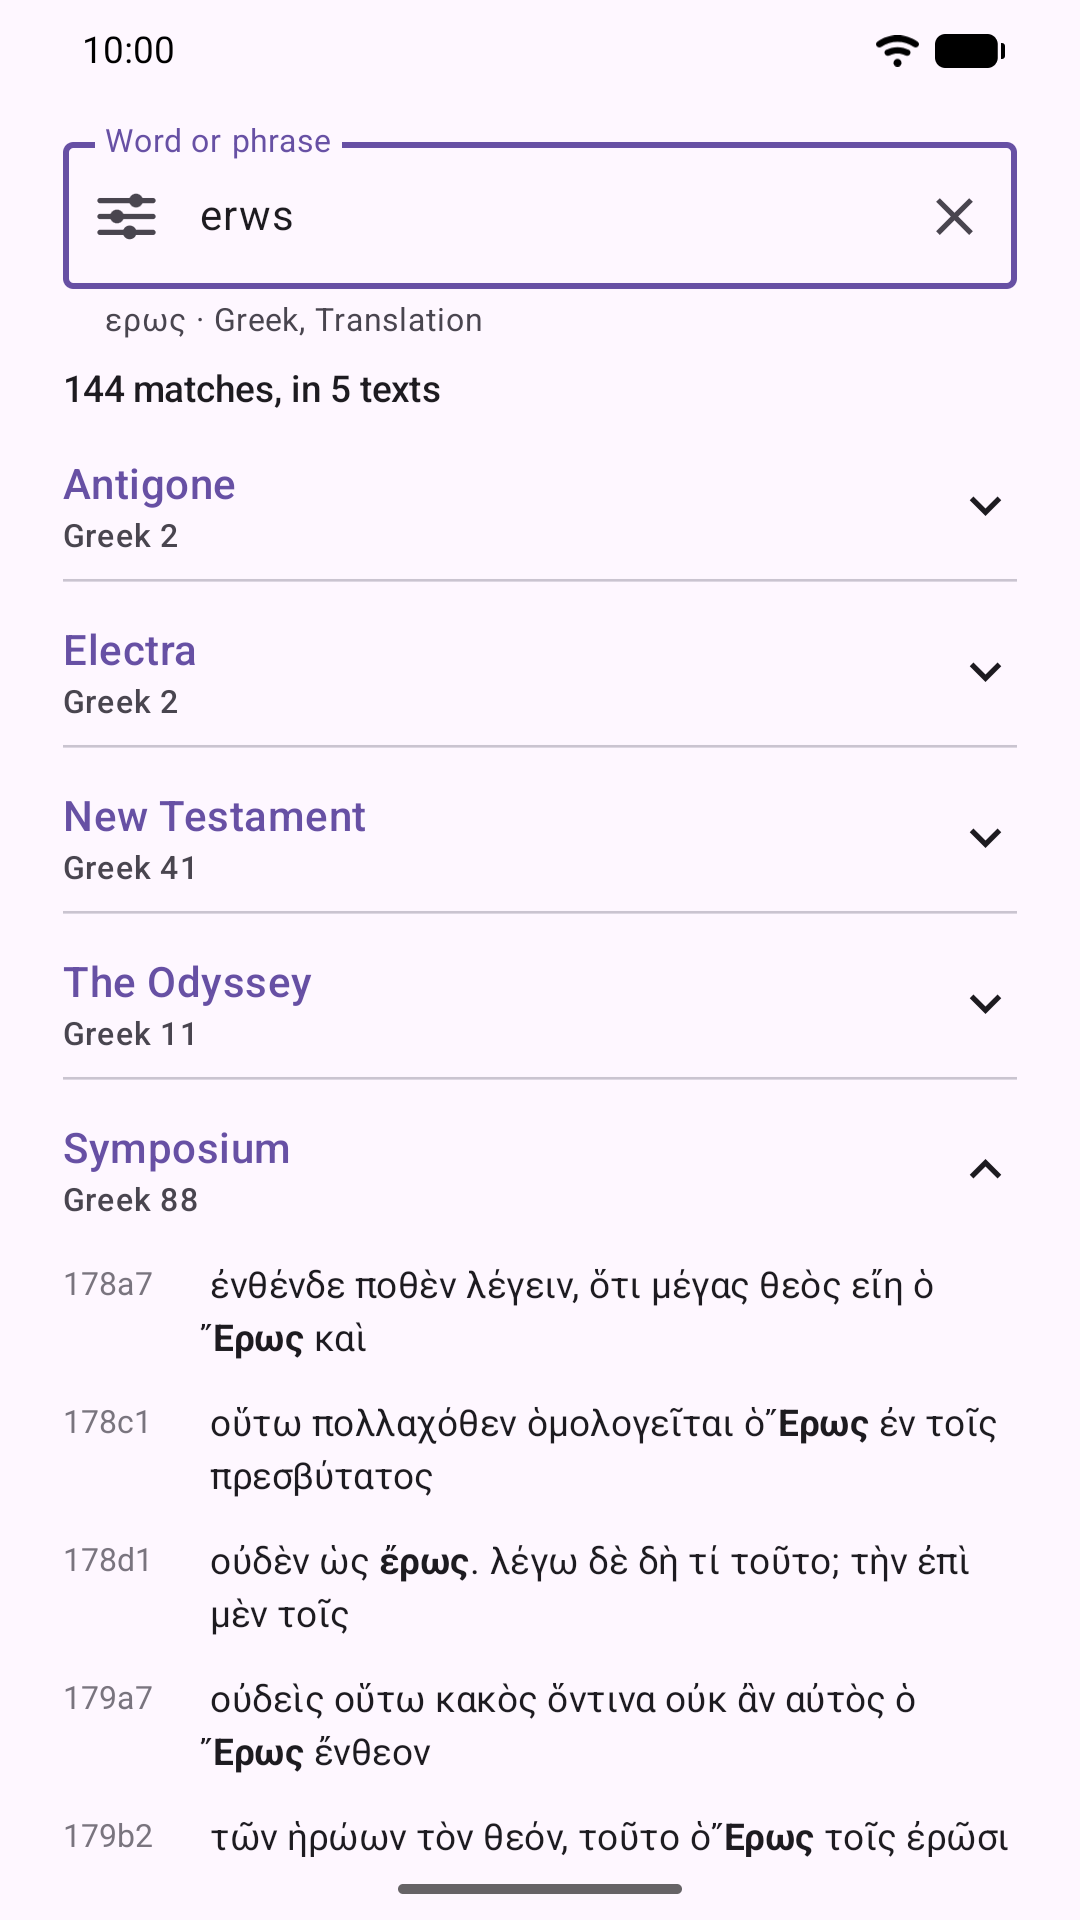 10:00
Word or phrase
erws
ερως · Greek, Translation
144 matches, in 5 texts
Antigone
Greek 2
Electra
Greek 2
New Testament
Greek 41
The Odyssey
Greek 11
Symposium
Greek 88
178a7 ἐνθένδε ποθὲν λέγειν, ὅτι μέγας θεὸς εἴη ὁ
Ἔρως καὶ
178c1 οὕτω πολλαχόθεν ὁμολογεῖται ὁ Ἔρως ἐν τοῖς
πρεσβύτατος
178d1 οὐδὲν ὡς ἔρως. λέγω δὲ δὴ τί τοῦτο; τὴν ἐπὶ
μὲν τοῖς
179a7 οὐδεὶς οὕτω κακὸς ὅντινα οὐκ ἂν αὐτὸς ὁ
Ἔρως ἔνθεον
179b2 τῶν ἡρώων τὸν θεόν, τοῦτο ὁ Ἔρως τοῖς ἐρῶσι